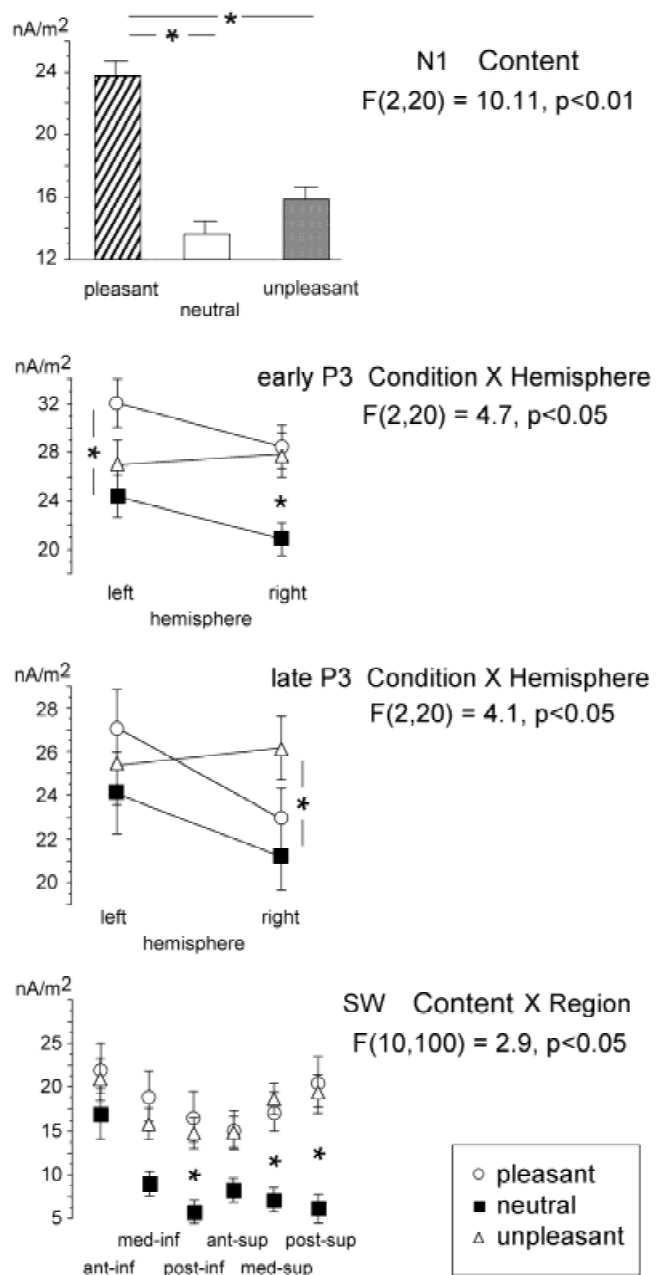 nA/m2
*
*
N1 Content
F(2,20) = 10.11, p<0.01
24
20
16
12
pleasant
neutral
unpleasant
nA/m2
early P3 Condition X Hemisphere
F(2,20) = 4.7, p<0.05
32
28
24
20
*
*
left
right
hemisphere
nA/m2
late P3 Condition X Hemisphere
F(2,20) = 4.1, p<0.05
28
26
24
22
20
*
left
right
hemisphere
nA/m2
SW Content X Region
F(10,100) = 2.9, p<0.05
25
20
15
10
5
*
*
*
med-inf ant-sup post-sup
ant-inf post-inf med-sup
pleasant
neutral
unpleasant